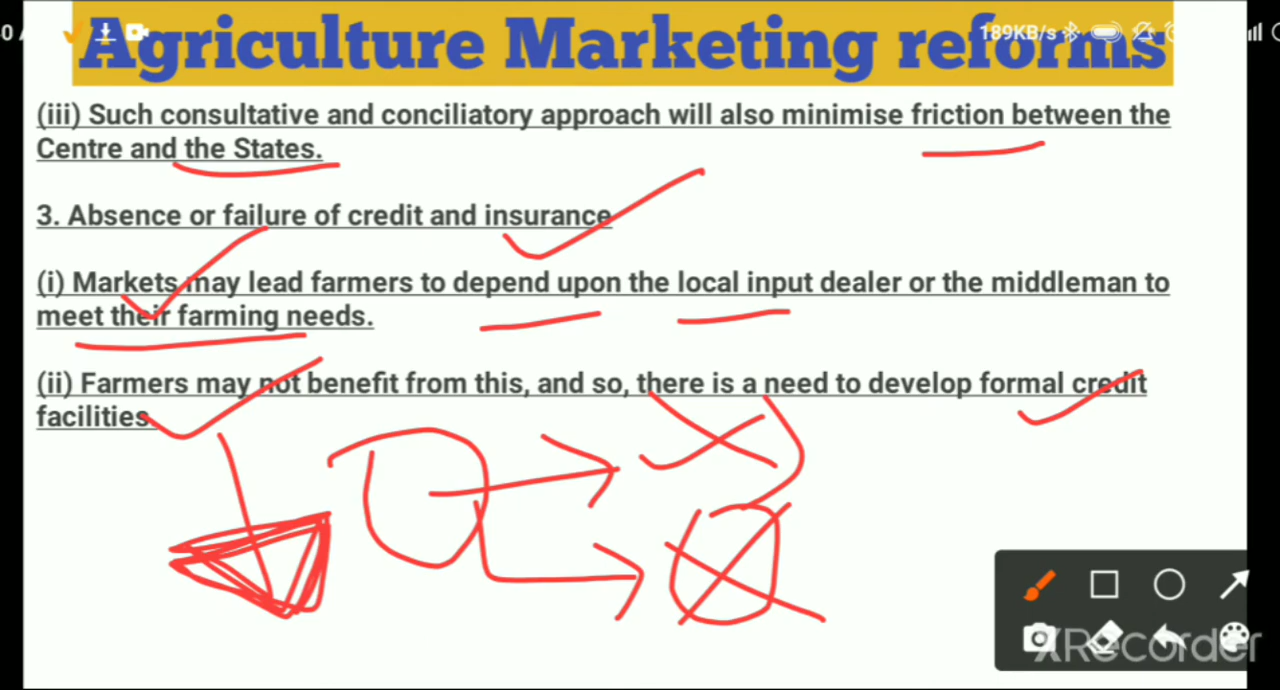 Agriculture Marketing reforms
189KB/s
(iii) Such consultative and conciliatory approach will also minimise friction between the
Centre and the States.
3. Absence or failure of credit and insurance
(i) Markets may lead farmers to depend upon the local input dealer or the middleman to
meet their farming needs.
(ii) Farmers may not benefit from this, and so, there is a need to develop formal credit
facilities.
XRecorder